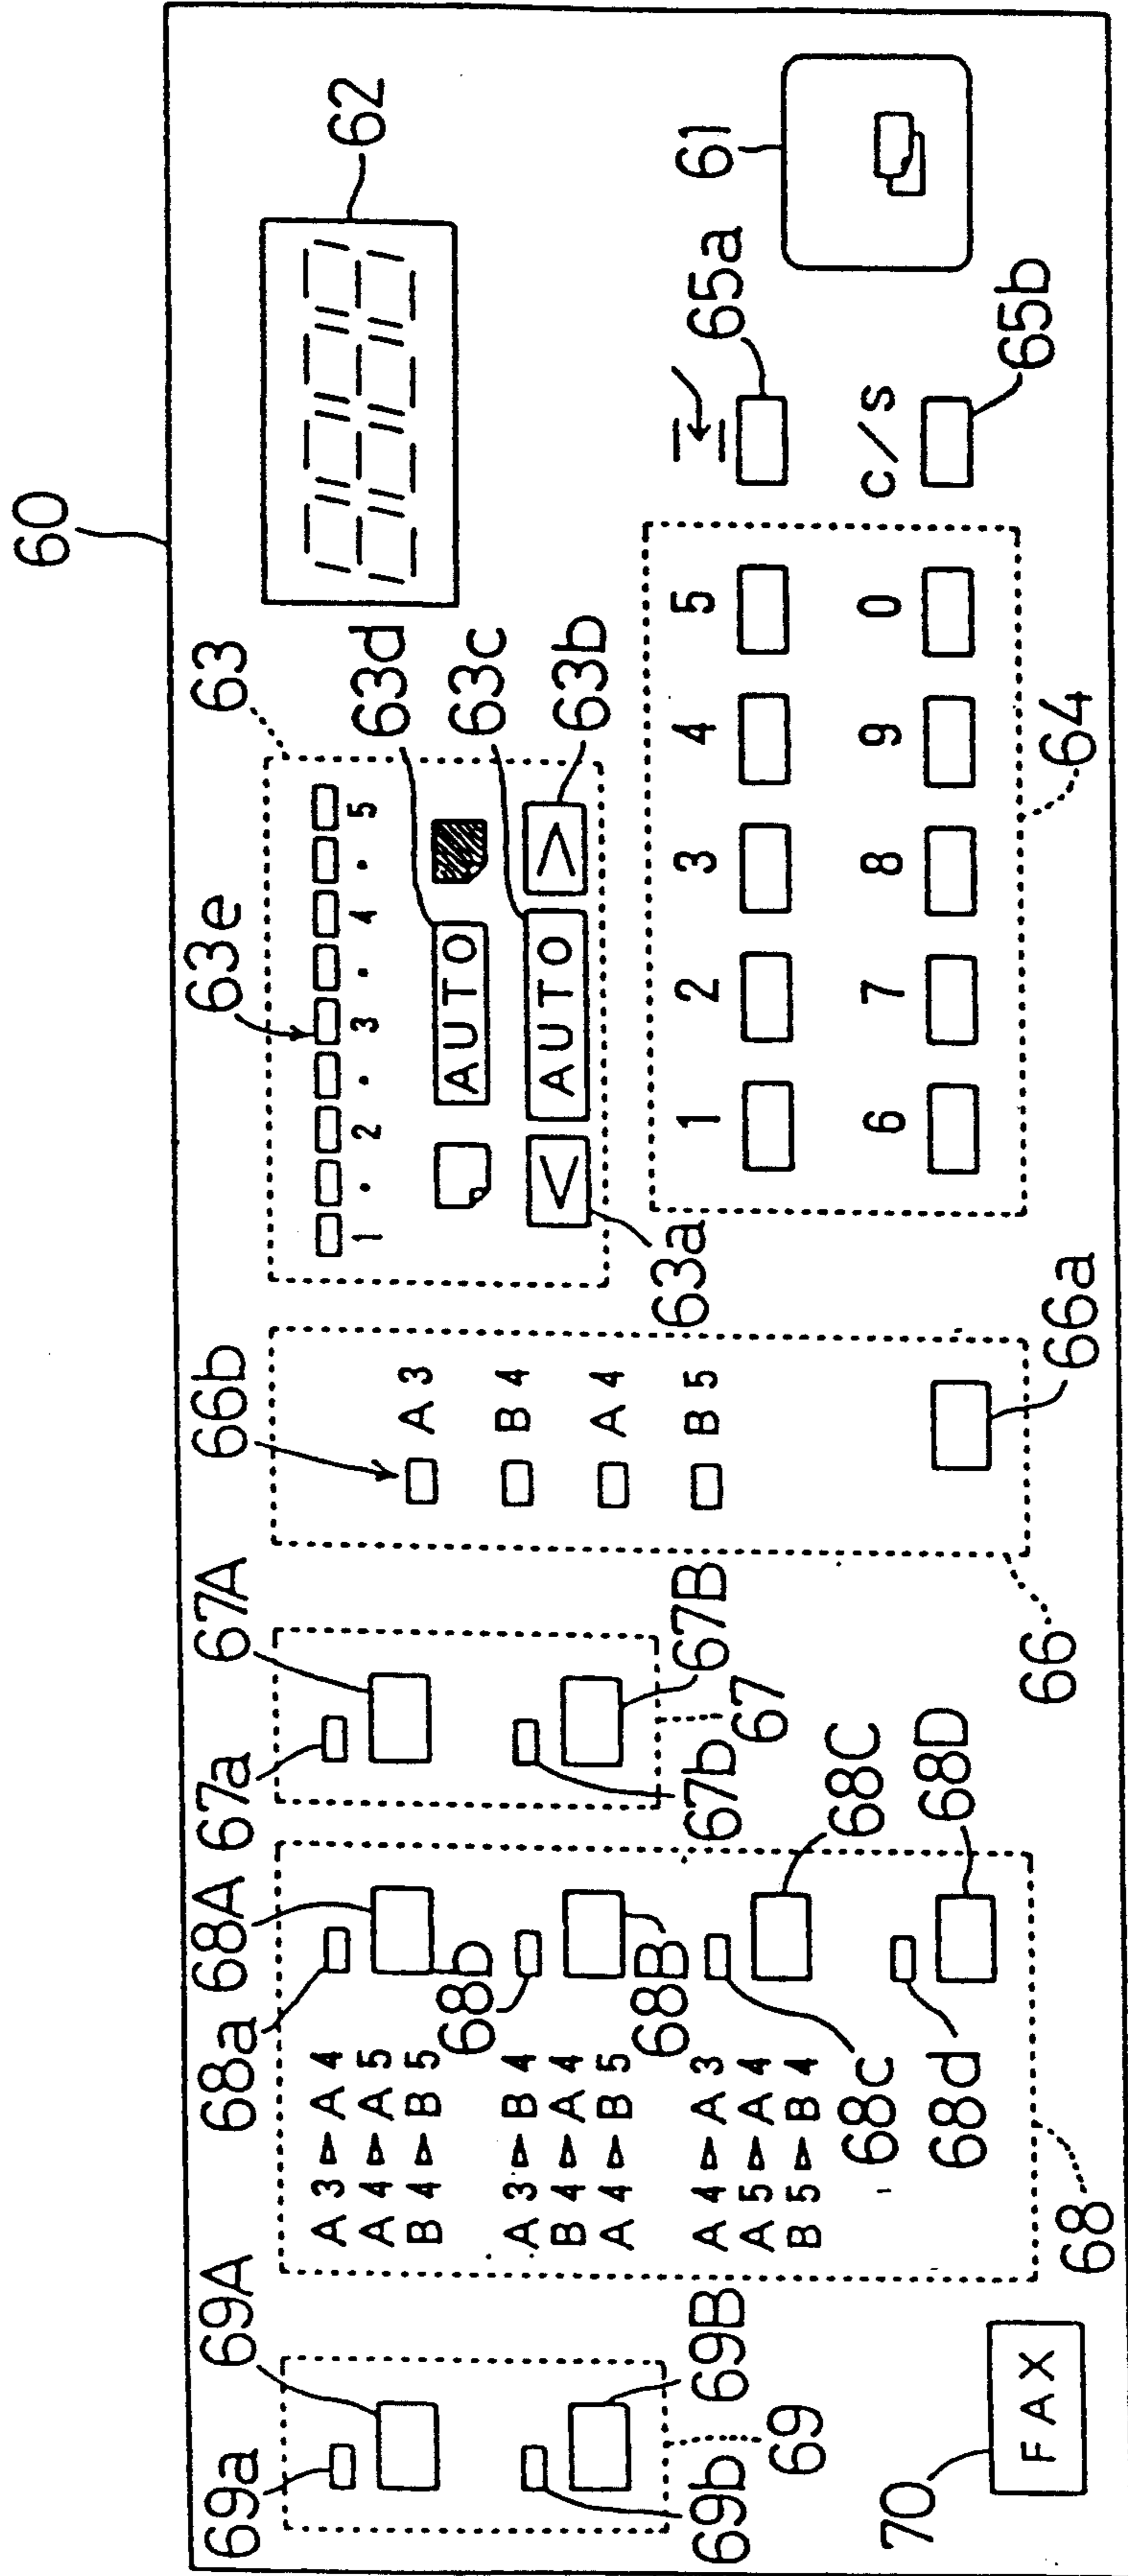 60
69a
69A
68a
68A
67a
67A
66b
63e
63
62
1 . 2 . 3 . 4 . 5
AUTO
63d
AUTO
63c
63b
63a
A3 ▷ A4
A4 ▷ A5
B4 ▷ B5
68b
A3 ▷ B4
B4 ▷ A4
A4 ▷ B5
68B
A4 ▷ A3
A5 ▷ A4
B5 ▷ B4
68c
68C
68d
68D
68
69b
69B
69
67b
67B
67
A3
B4
A4
B5
66
66a
1 2 3 4 5
6 7 8 9 0
64
65a
61
c/s
65b
70
FAX